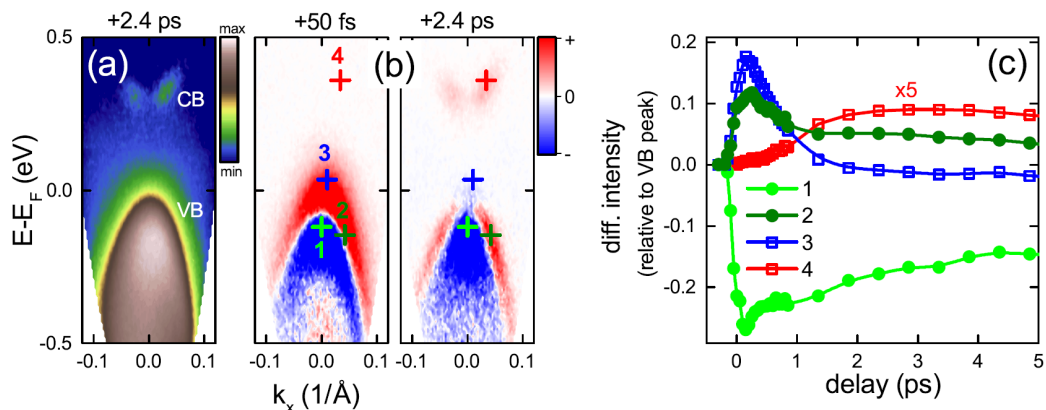 +2.4 ps
+50 fs
+2.4 ps
(a)
(b)
(c)
max
min
CB
VB
E-E_F (eV)
0.5
0.0
-0.5
-0.1 0.0 0.1
-0.1 0.0 0.1
-0.1 0.0 0.1
k_x (1/Å)
4
3
2
1
+
0
-
diff. intensity
(relative to VB peak)
0.2
0.1
0.0
-0.1
-0.2
x5
1
2
3
4
0 1 2 3 4 5
delay (ps)